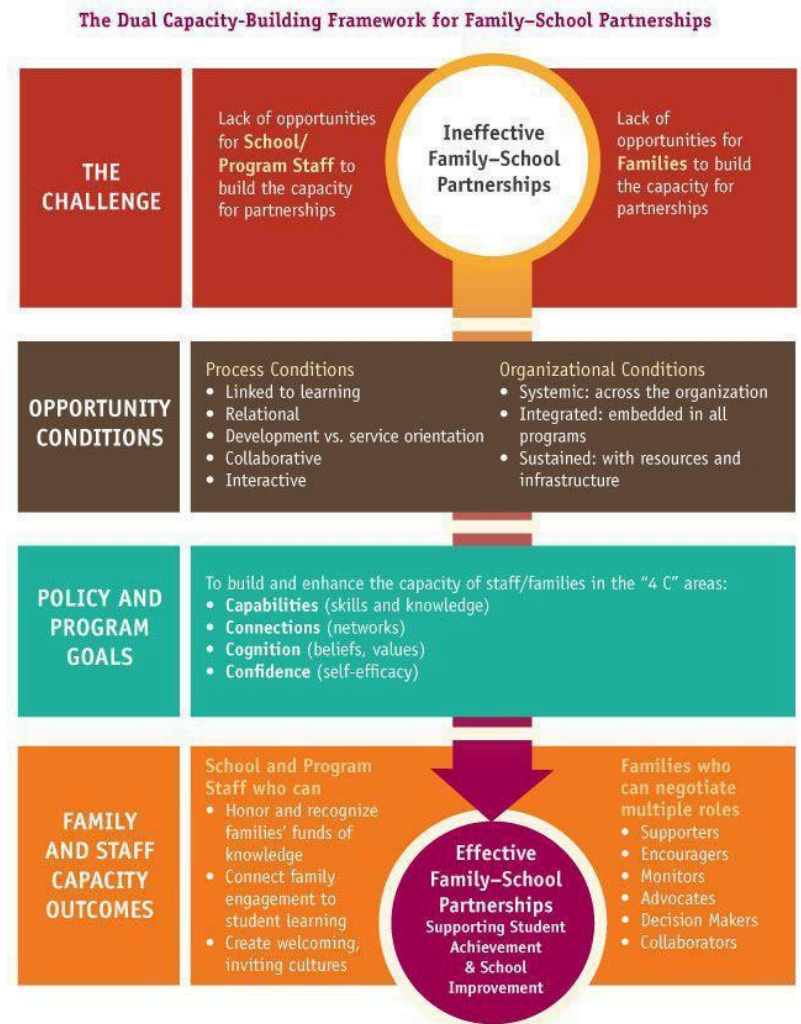 The Dual Capacity-Building Framework for Family–School Partnerships
THE
CHALLENGE
Lack of opportunities
for School/
Program Staff to
build the capacity
for partnerships
Ineffective
Family–School
Partnerships
Lack of
opportunities for
Families to build
the capacity for
partnerships
OPPORTUNITY
CONDITIONS
Process Conditions
• Linked to learning
• Relational
• Development vs. service orientation
• Collaborative
• Interactive
Organizational Conditions
• Systemic: across the organization
• Integrated: embedded in all
programs
• Sustained: with resources and
infrastructure
POLICY AND
PROGRAM
GOALS
To build and enhance the capacity of staff/families in the “4 C” areas:
• Capabilities (skills and knowledge)
• Connections (networks)
• Cognition (beliefs, values)
• Confidence (self-efficacy)
FAMILY
AND STAFF
CAPACITY
OUTCOMES
School and Program
Staff who can
• Honor and recognize
families’ funds of
knowledge
• Connect family
engagement to
student learning
• Create welcoming,
inviting cultures
Effective
Family–School
Partnerships
Supporting Student
Achievement
& School
Improvement
Families who
can negotiate
multiple roles
• Supporters
• Encouragers
• Monitors
• Advocates
• Decision Makers
• Collaborators